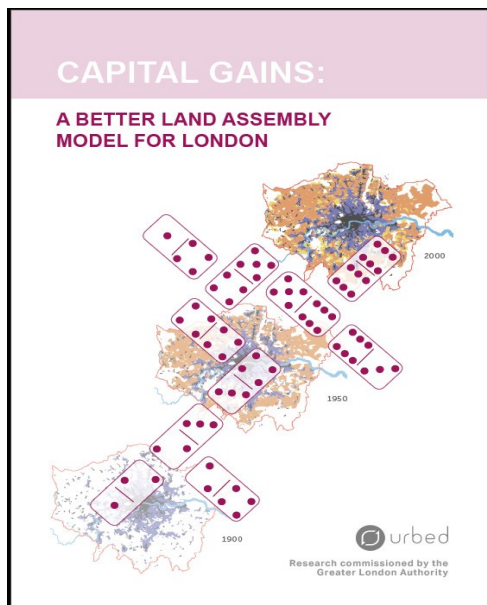 CAPITAL GAINS:
A BETTER LAND ASSEMBLY
MODEL FOR LONDON
2000
1950
1900
urbed
Research commissioned by the
Greater London Authority